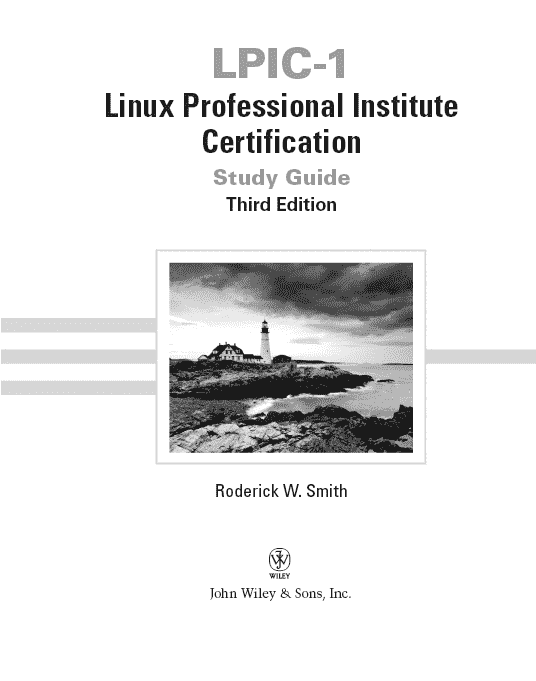 LPIC-1
Linux Professional Institute
Certification
Study Guide
Third Edition
Roderick W. Smith
WILEY
John Wiley & Sons, Inc.